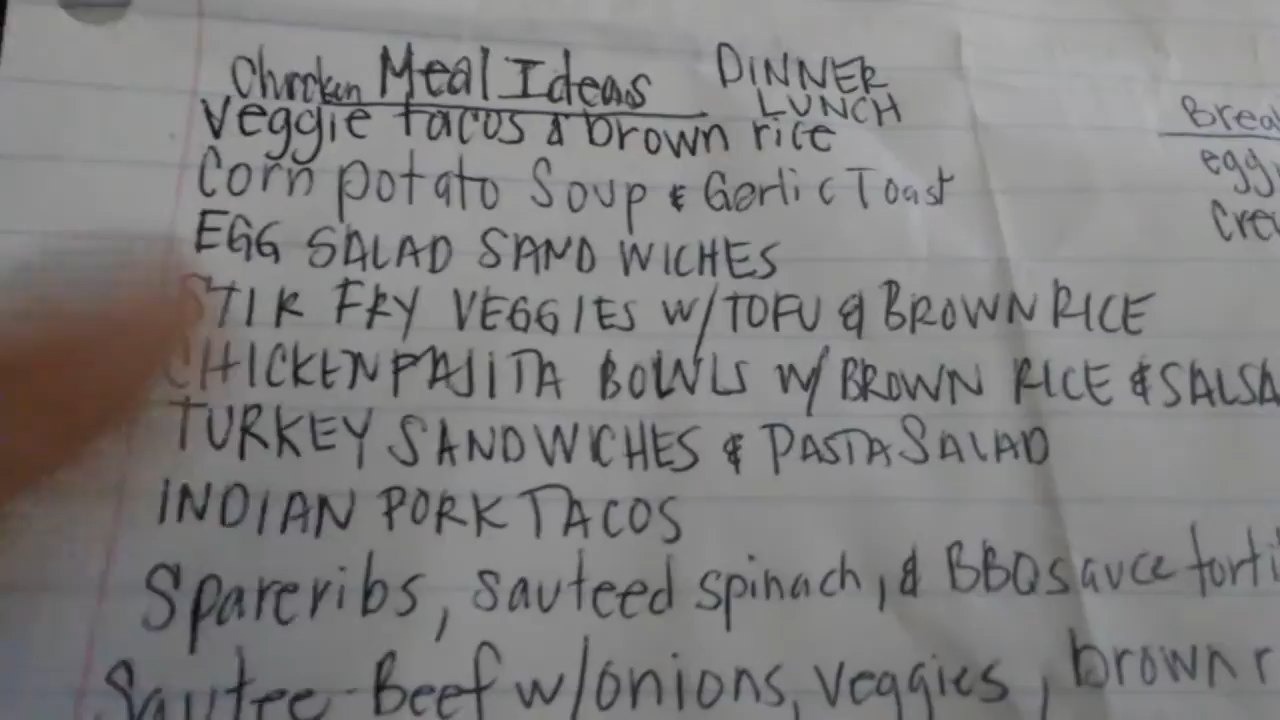 Chicken Meal Ideas DINNER
LUNCH
Veggie tacos & brown rice
Corn potato Soup & Garlic Toast
EGG SALAD SANDWICHES
STIR FRY VEGGIES W/TOFU & BROWN RICE
CHICKEN FAJITA BOWLS W/ BROWN RICE & SALSA
TURKEY SANDWICHES & PASTA SALAD
INDIAN PORK TACOS
Spareribs, sauteed spinach, & BBQ sauce
Sautee Beef w/onions, veggies, brown
egg